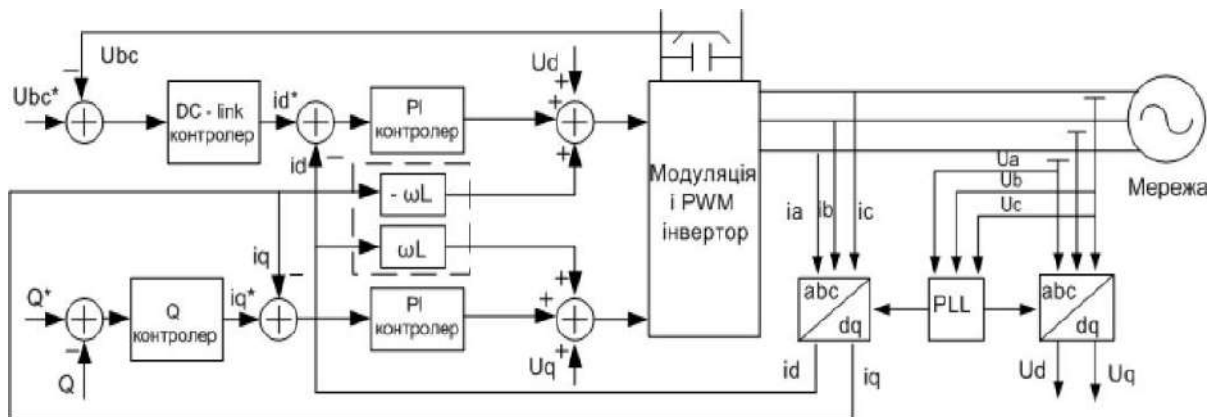 Ubc
Ud
+
+
+
−
Ubc*
DC - link
контролер
id*
PI
контролер
id
−
- ωL
ωL
Модуляція
і PWM
інвертор
Мережа
Ua
Ub
Uc
ia
ib
ic
iq
−
Q*
Q
контролер
iq*
PI
контролер
+
+
+
Uq
−
Q
abc
dq
PLL
abc
dq
id
iq
Ud
Uq